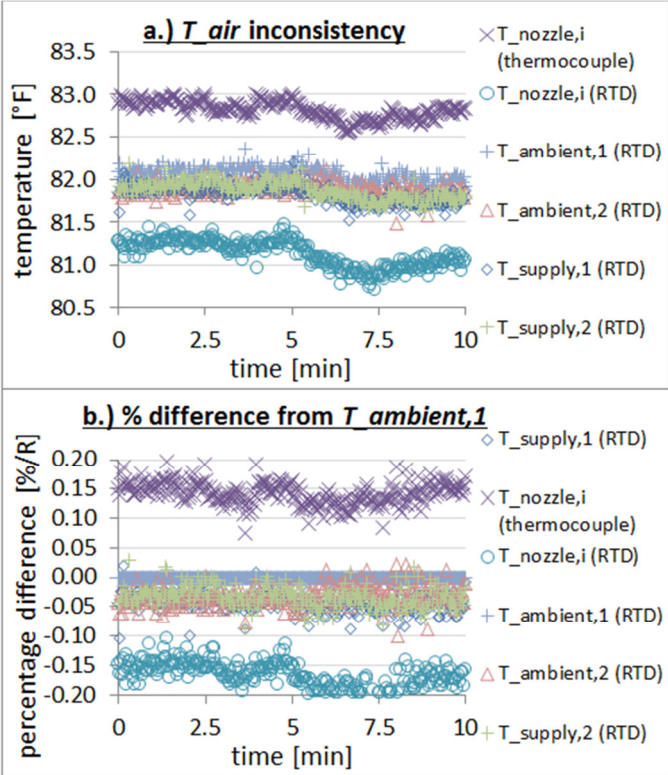 a.) T_air inconsistency
temperature [°F]
83.5
83.0
82.5
82.0
81.5
81.0
80.5
0
2.5
5
7.5
10
time [min]
T_nozzle,i
(thermocouple)
T_nozzle,i (RTD)
T_ambient,1 (RTD)
T_ambient,2 (RTD)
T_supply,1 (RTD)
T_supply,2 (RTD)
b.) % difference from T_ambient,1
percentage difference [%/R]
0.20
0.15
0.10
0.05
0.00
-0.05
-0.10
-0.15
-0.20
0
2.5
5
7.5
10
time [min]
T_supply,1 (RTD)
T_nozzle,i
(thermocouple)
T_nozzle,i (RTD)
T_ambient,1 (RTD)
T_ambient,2 (RTD)
T_supply,2 (RTD)